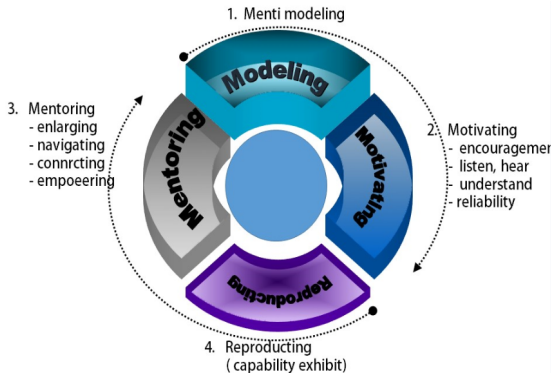 1. Menti modeling
Modeling
2. Motivating
- encouragement
- listen, hear
- understand
- reliability
Motivating
3. Mentoring
- enlarging
- navigating
- connrcting
- empoeering
Mentoring
Reproducting
4. Reproducting
( capability exhibit)